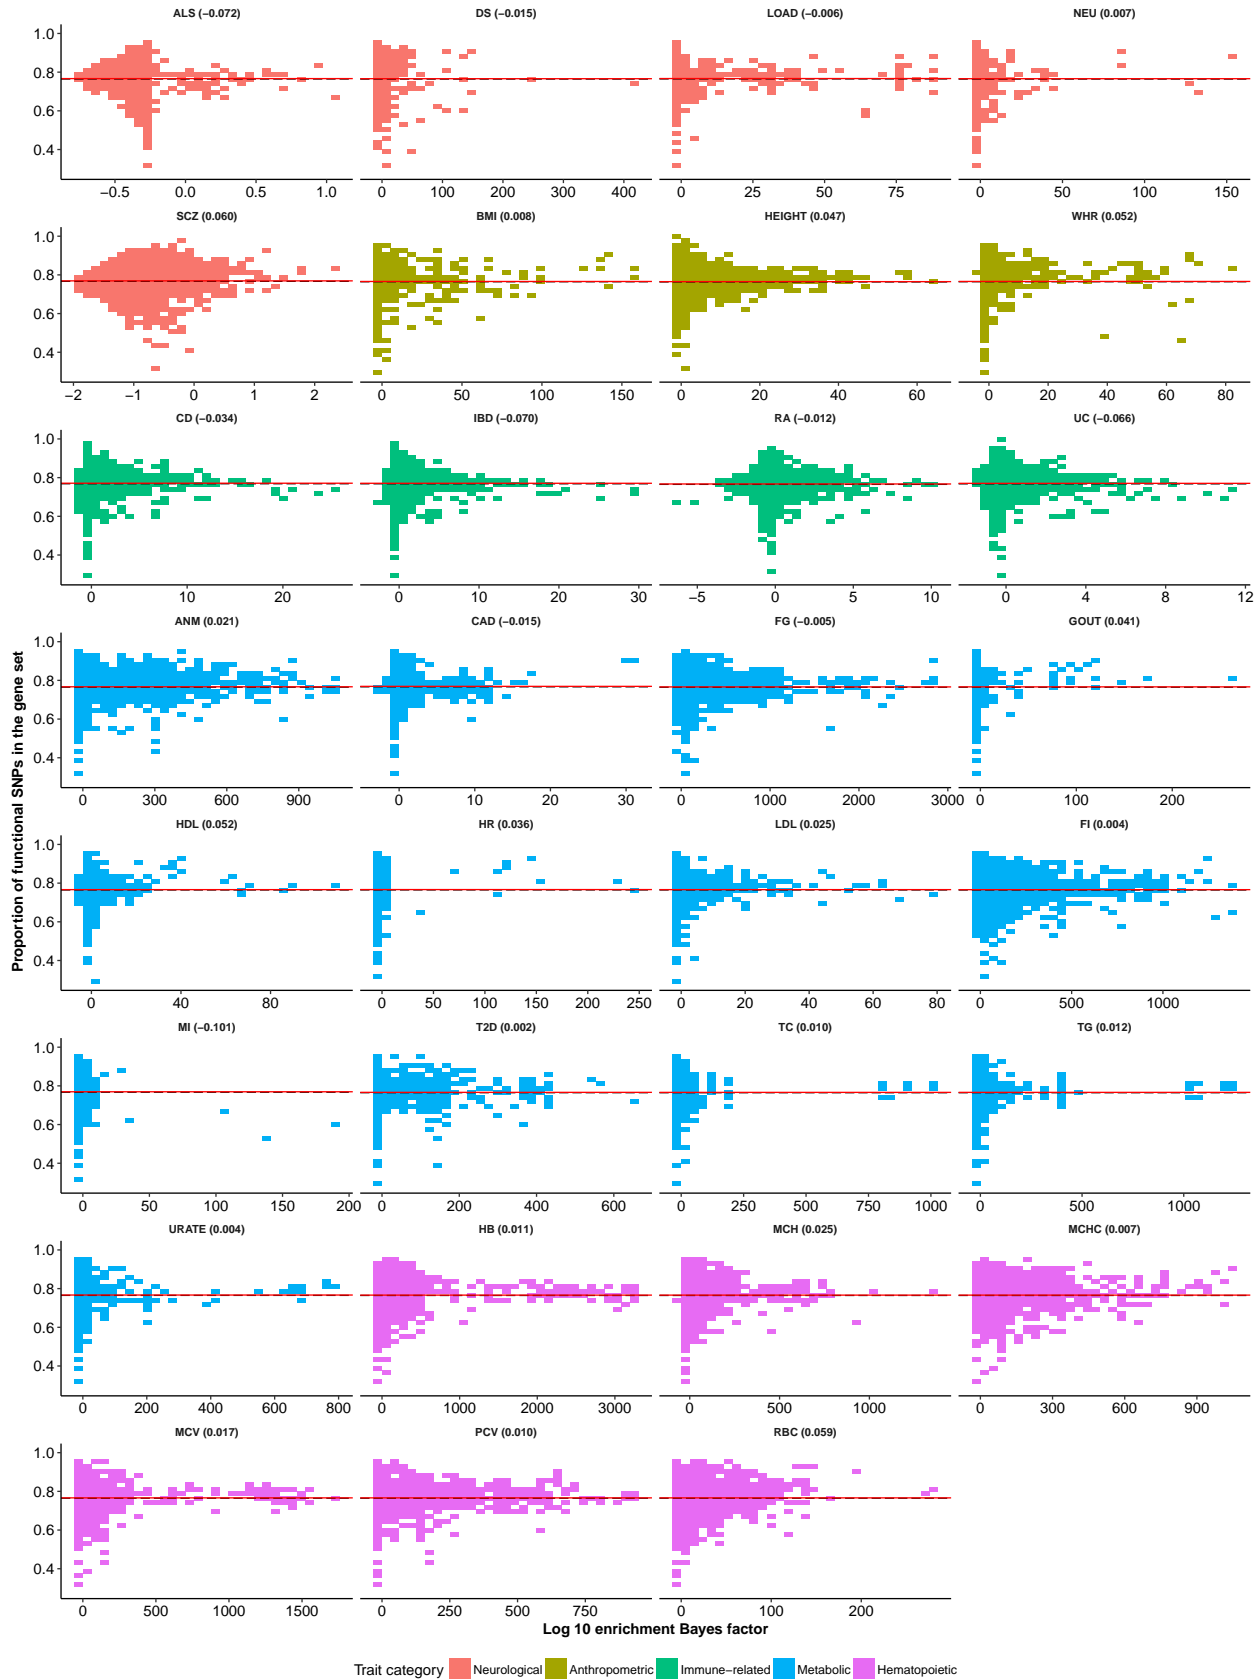 ALS (−0.072) DS (−0.015) LOAD (−0.006) NEU (0.007)
1.0
0.8
0.6
0.4
−0.5 0.0 0.5 1.0 0 100 200 300 400 0 25 50 75 0 50 100 150
SCZ (0.060) BMI (0.008) HEIGHT (0.047) WHR (0.052)
1.0
0.8
0.6
0.4
−2 −1 0 1 2 0 50 100 150 0 20 40 60 0 20 40 60 80
CD (−0.034) IBD (−0.070) RA (−0.012) UC (−0.066)
1.0
0.8
0.6
0.4
0 10 20 0 10 20 30 −5 0 5 10 0 4 8 12
ANM (0.021) CAD (−0.015) FG (−0.005) GOUT (0.041)
1.0
0.8
0.6
0.4
0 300 600 900 0 10 20 30 0 1000 2000 3000 0 100 200
Proportion of functional SNPs in the gene set
HDL (0.052) HR (0.036) LDL (0.025) FI (0.004)
1.0
0.8
0.6
0.4
0 40 80 0 50 100 150 200 250 0 20 40 60 80 0 500 1000
MI (−0.101) T2D (0.002) TC (0.010) TG (0.012)
1.0
0.8
0.6
0.4
0 50 100 150 200 0 200 400 600 0 250 500 750 1000 0 500 1000
URATE (0.004) HB (0.011) MCH (0.025) MCHC (0.007)
1.0
0.8
0.6
0.4
0 200 400 600 800 0 1000 2000 3000 0 500 1000 0 300 600 900
MCV (0.017) PCV (0.010) RBC (0.059)
1.0
0.8
0.6
0.4
0 500 1000 1500 0 250 500 750 0 100 200
Log 10 enrichment Bayes factor
Trait category Neurological Anthropometric Immune−related Metabolic Hematopoietic